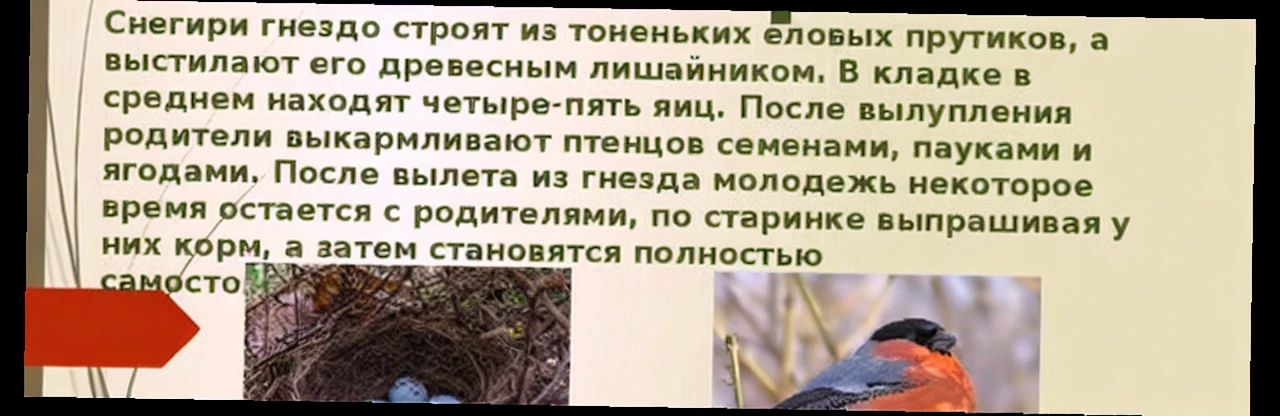 Снегири гнездо строят из тоненьких еловых прутиков, а
выстилают его древесным лишайником. В кладке в
среднем находят четыре-пять яиц. После вылупления
родители выкармливают птенцов семенами, пауками и
ягодами. После вылета из гнезда молодежь некоторое
время остается с родителями, по старинке выпрашивая у
них корм, а затем становятся полностью
самосто